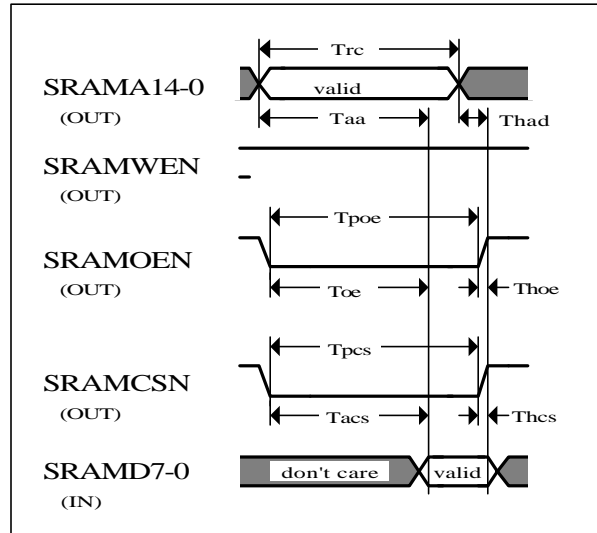 Trc
SRAMA14-0
valid
(OUT)
Taa
Thad
SRAMWEN
(OUT)
Tpoe
SRAMOEN
(OUT)
Toe
Thoe
Tpcs
SRAMCSN
(OUT)
Tacs
Thcs
SRAMD7-0
don't care
valid
(IN)